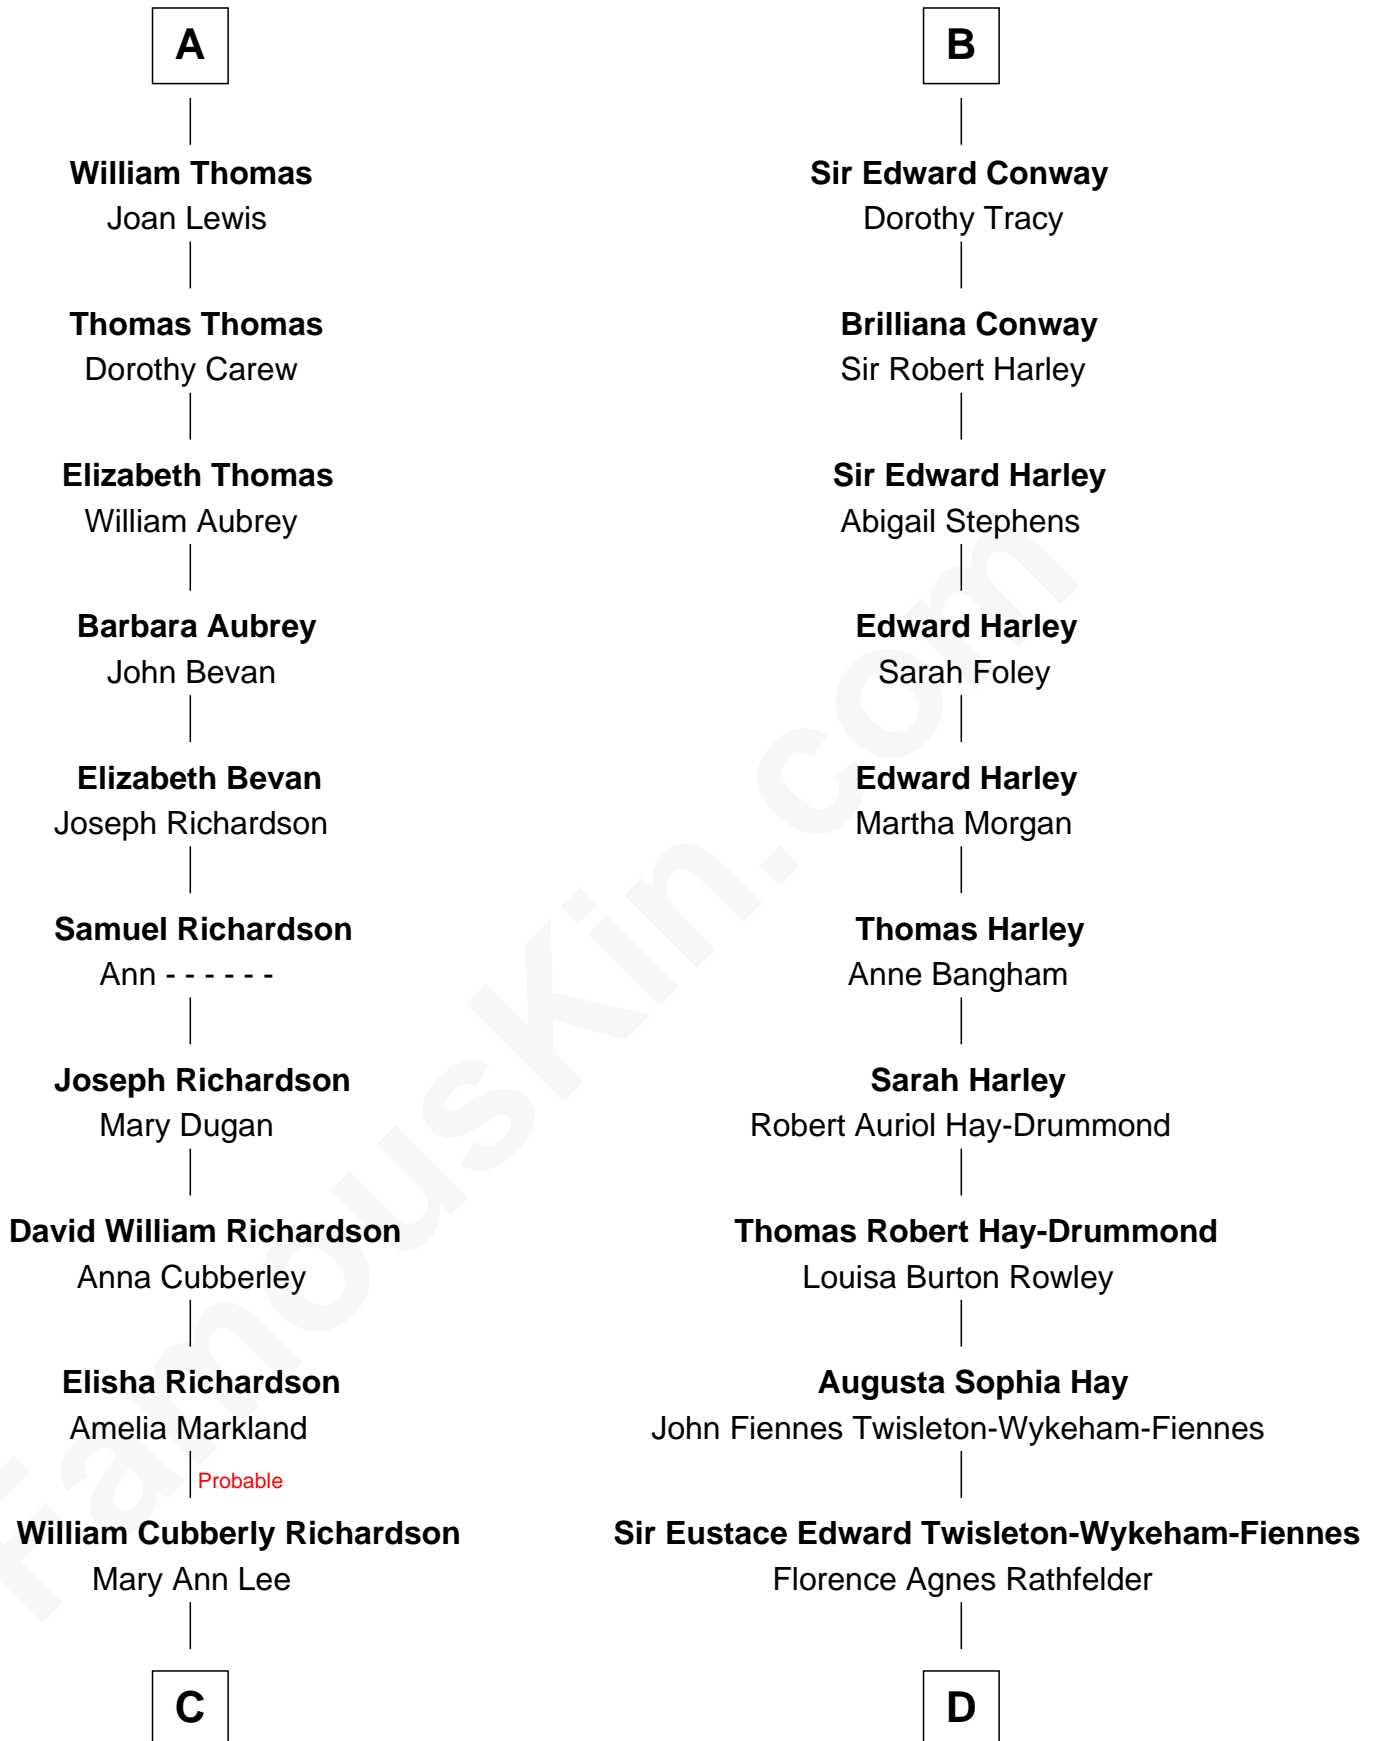 A
William Thomas
Joan Lewis
Thomas Thomas
Dorothy Carew
Elizabeth Thomas
William Aubrey
Barbara Aubrey
John Bevan
Elizabeth Bevan
Joseph Richardson
Samuel Richardson
Ann - - - - - -
Joseph Richardson
Mary Dugan
David William Richardson
Anna Cubberley
Elisha Richardson
Amelia Markland
Probable
William Cubberly Richardson
Mary Ann Lee
C
B
Sir Edward Conway
Dorothy Tracy
Brilliana Conway
Sir Robert Harley
Sir Edward Harley
Abigail Stephens
Edward Harley
Sarah Foley
Edward Harley
Martha Morgan
Thomas Harley
Anne Bangham
Sarah Harley
Robert Auriol Hay-Drummond
Thomas Robert Hay-Drummond
Louisa Burton Rowley
Augusta Sophia Hay
John Fiennes Twisleton-Wykeham-Fiennes
Sir Eustace Edward Twisleton-Wykeham-Fiennes
Florence Agnes Rathfelder
D
FamousKin.com